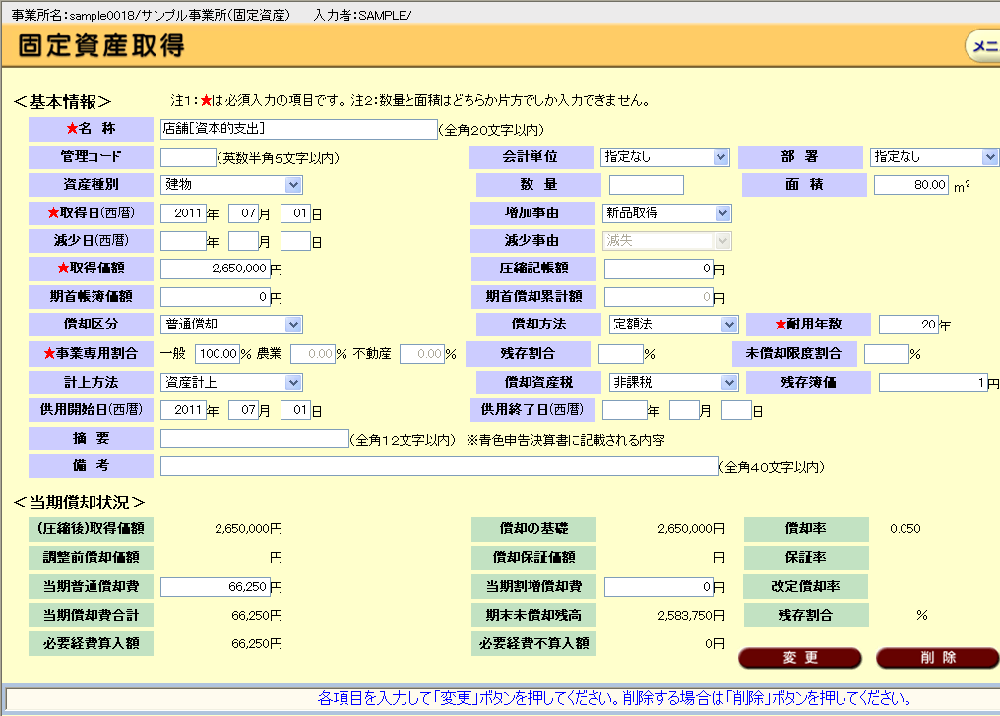 事業所名：sample0018/サンプル事業所(固定資産)　入力者：SAMPLE/
固定資産取得　メニ
＜基本情報＞　注１：★は必須入力の項目です。注２：数量と面積はどちらか片方でしか入力できません。
★名　称　店舗[資本的支出]　(全角２０文字以内)
管理コード　(英数半角５文字以内)　会計単位　指定なし　部　署　指定なし
資産種別　建物　数　量　面　積　80.00　m²
★取得日(西暦)　2011年　07月　01日　増加事由　新品取得
減少日(西暦)　年　月　日　減少事由　滅失
★取得価額　2,650,000円　圧縮記帳額　0円
期首帳簿価額　0円　期首償却累計額　0円
償却区分　普通償却　償却方法　定額法　★耐用年数　20年
★事業専用割合　一般　100.00％　農業　0.00％　不動産　0.00％　残存割合　％　未償却限度割合　％
計上方法　資産計上　償却資産税　非課税　残存簿価　1円
供用開始日(西暦)　2011年　07月　01日　供用終了日(西暦)　年　月　日
摘　要　(全角１２文字以内)　※青色申告決算書に記載される内容
備　考　(全角４０文字以内)
＜当期償却状況＞
(圧縮後)取得価額　2,650,000円　償却の基礎　2,650,000円　償却率　0.050
調整前償却価額　円　償却保証価額　円　保証率
当期普通償却費　66,250円　当期割増償却費　0円　改定償却率
当期償却費合計　66,250円　期末未償却残高　2,583,750円　残存割合　％
必要経費算入額　66,250円　必要経費不算入額　0円
変更　削除
各項目を入力して「変更」ボタンを押してください。削除する場合は「削除」ボタンを押してください。